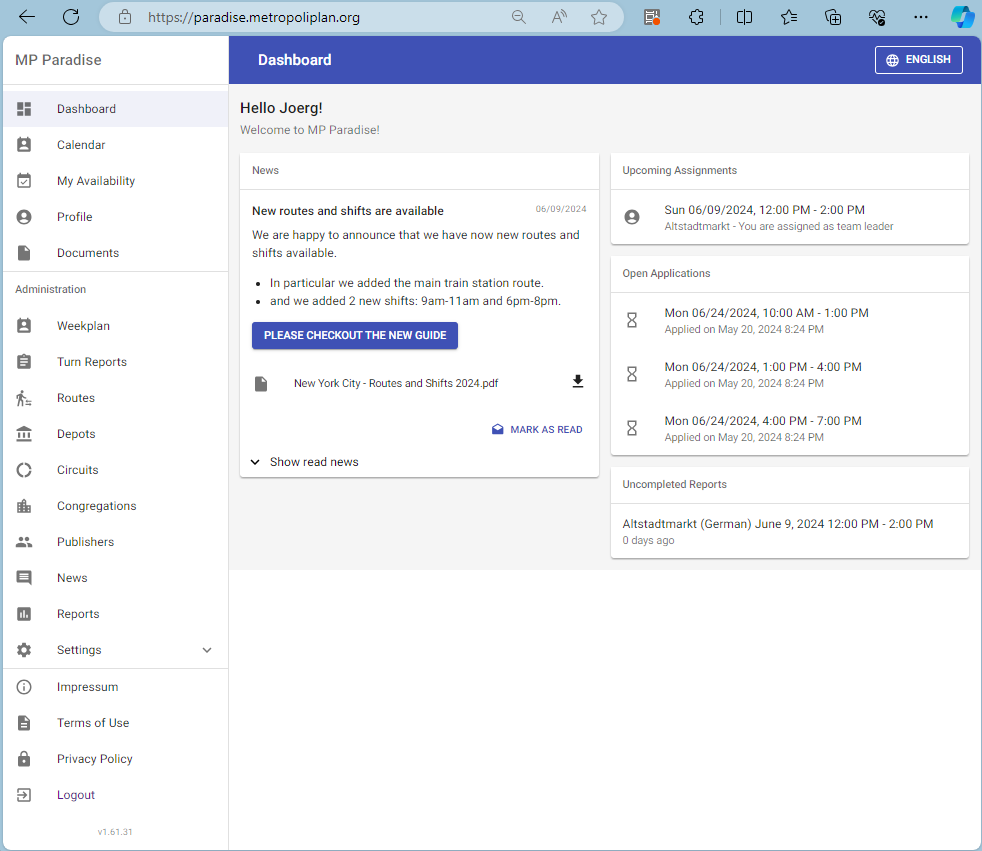 https://paradise.metropoliplan.org
MP Paradise
Dashboard
Calendar
My Availability
Profile
Documents
Administration
Weekplan
Turn Reports
Routes
Depots
Circuits
Congregations
Publishers
News
Reports
Settings
Impressum
Terms of Use
Privacy Policy
Logout
v1.61.31
Dashboard
ENGLISH
Hello Joerg!
Welcome to MP Paradise!
News
New routes and shifts are available
06/09/2024
We are happy to announce that we have now new routes and
shifts available.
• In particular we added the main train station route.
• and we added 2 new shifts: 9am-11am and 6pm-8pm.
PLEASE CHECKOUT THE NEW GUIDE
New York City - Routes and Shifts 2024.pdf
MARK AS READ
Show read news
Upcoming Assignments
Sun 06/09/2024, 12:00 PM - 2:00 PM
Altstadtmarkt - You are assigned as team leader
Open Applications
Mon 06/24/2024, 10:00 AM - 1:00 PM
Applied on May 20, 2024 8:24 PM
Mon 06/24/2024, 1:00 PM - 4:00 PM
Applied on May 20, 2024 8:24 PM
Mon 06/24/2024, 4:00 PM - 7:00 PM
Applied on May 20, 2024 8:24 PM
Uncompleted Reports
Altstadtmarkt (German) June 9, 2024 12:00 PM - 2:00 PM
0 days ago